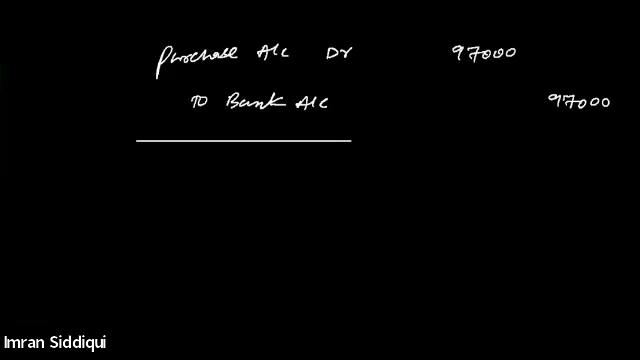 Purchase A/c Dr 97000
To Bank A/c 97000
Imran Siddiqui